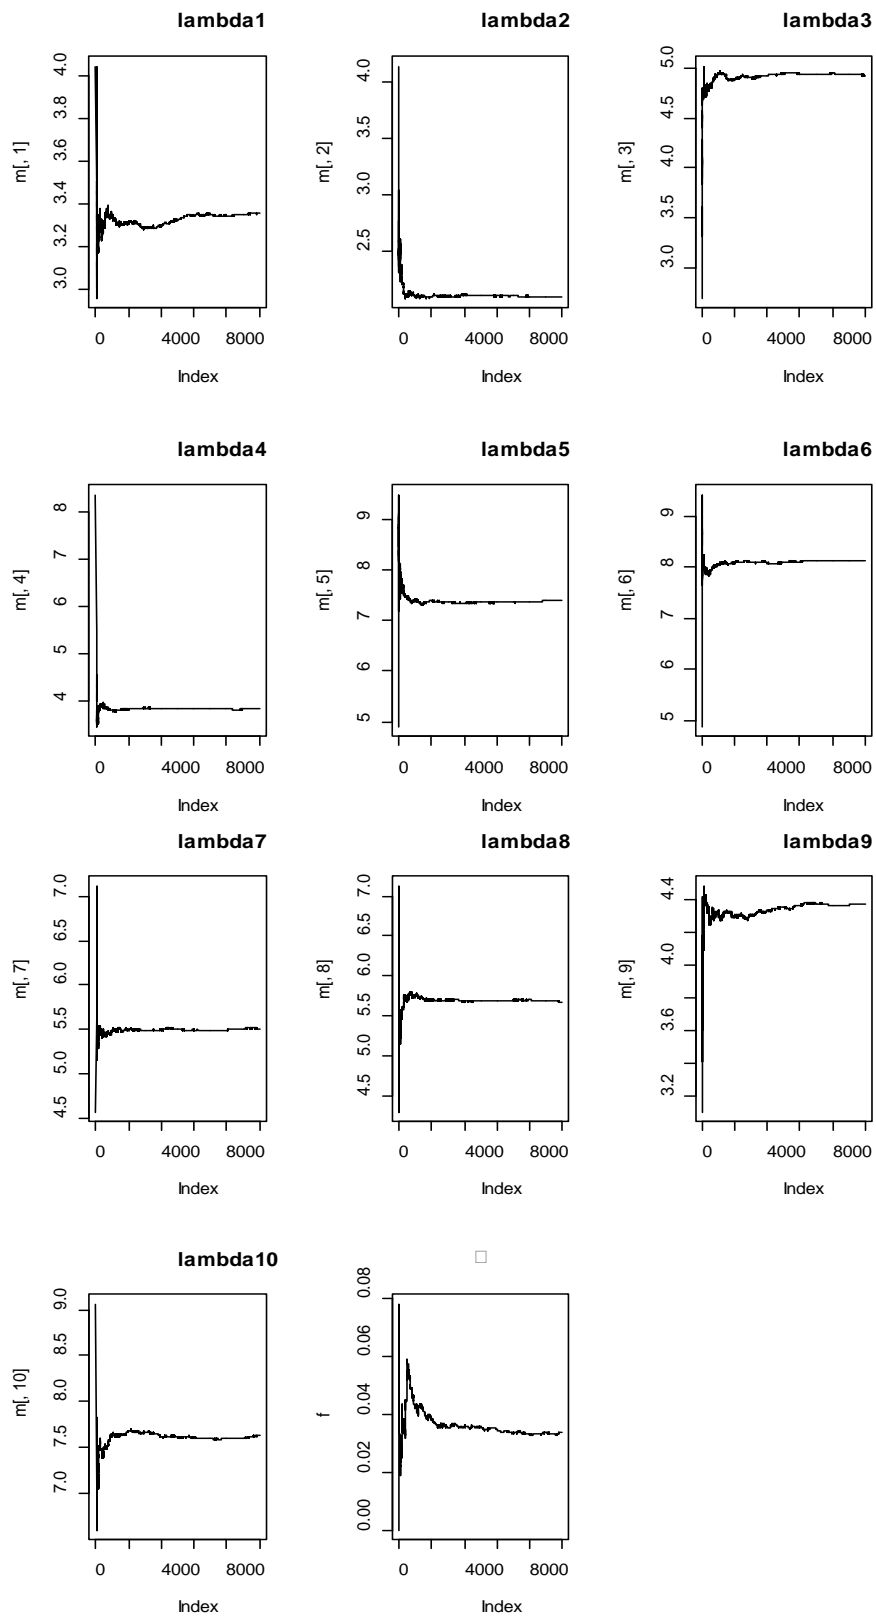 lambda1 lambda2 lambda3
m[, 1]
3.0 3.2 3.4 3.6 3.8 4.0
0 4000 8000
Index
m[, 2]
2.5 3.0 3.5 4.0
0 4000 8000
Index
m[, 3]
3.0 3.5 4.0 4.5 5.0
0 4000 8000
Index
lambda4 lambda5 lambda6
m[, 4]
4 5 6 7 8
0 4000 8000
Index
m[, 5]
5 6 7 8 9
0 4000 8000
Index
m[, 6]
5 6 7 8 9
0 4000 8000
Index
lambda7 lambda8 lambda9
m[, 7]
4.5 5.0 5.5 6.0 6.5 7.0
0 4000 8000
Index
m[, 8]
4.5 5.0 5.5 6.0 6.5 7.0
0 4000 8000
Index
m[, 9]
3.2 3.6 4.0 4.4
0 4000 8000
Index
lambda10
m[, 10]
7.0 7.5 8.0 8.5 9.0
0 4000 8000
Index
f
0.00 0.02 0.04 0.06 0.08
0 4000 8000
Index